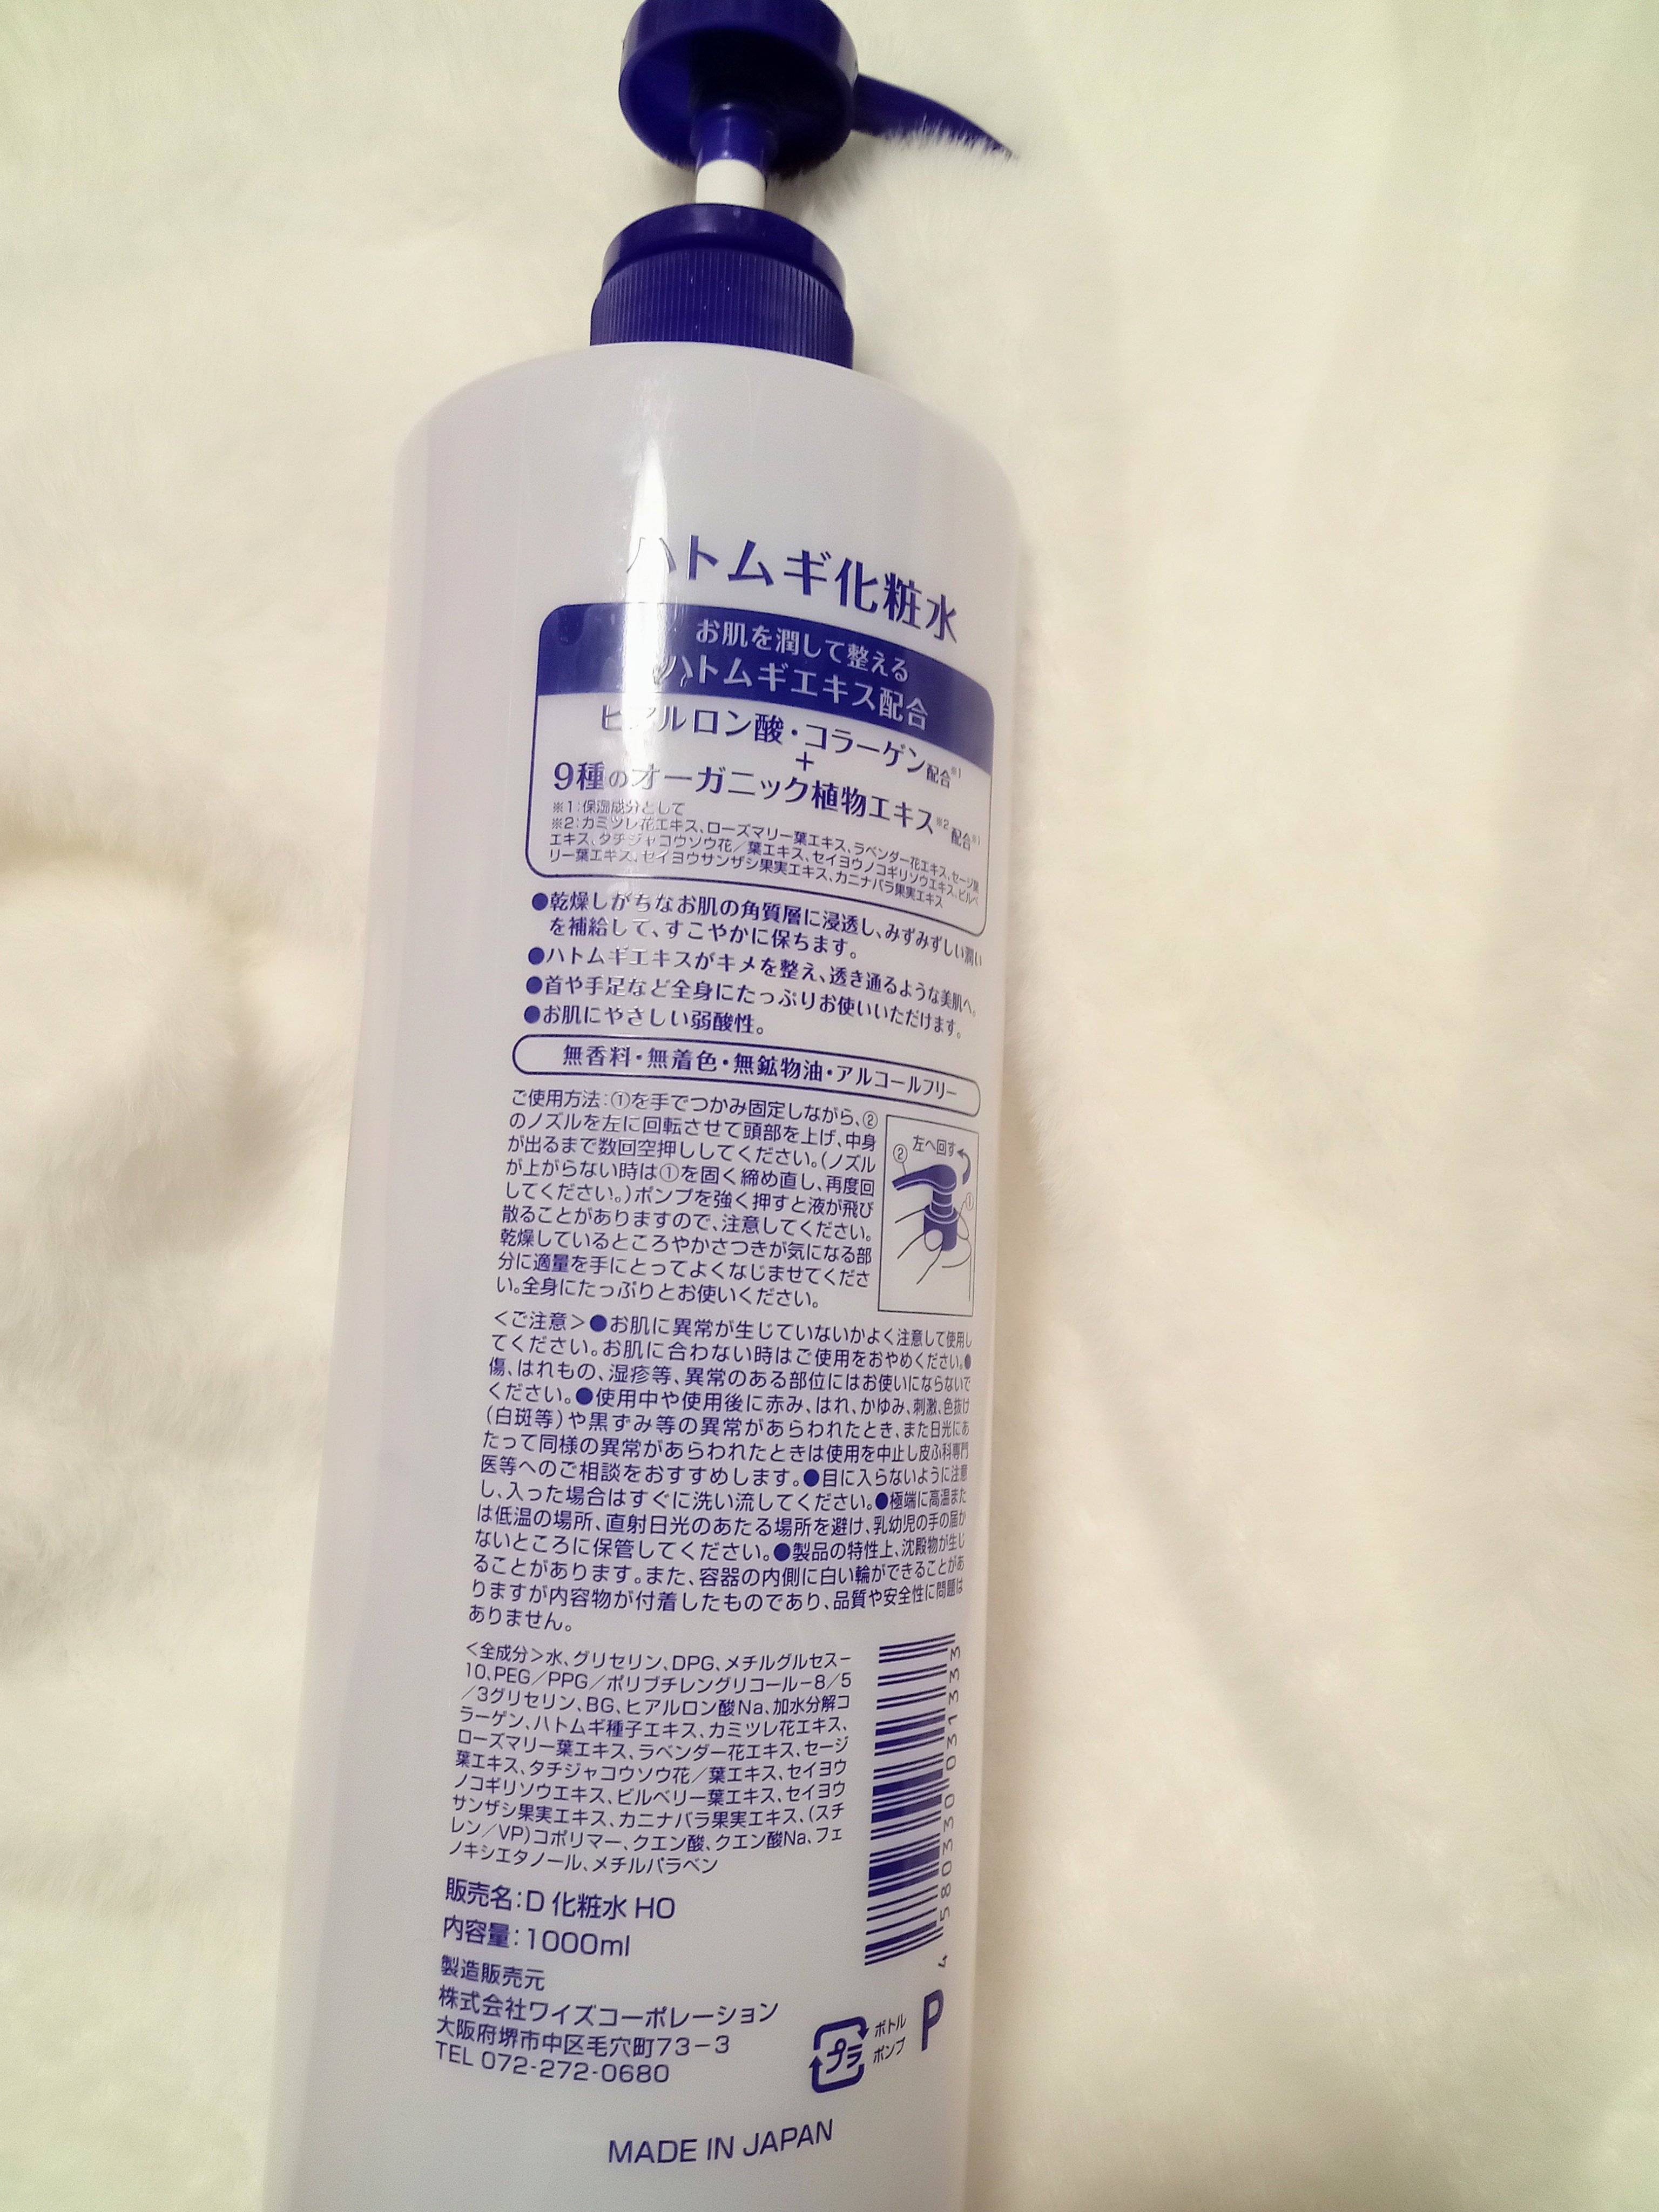 ハトムギ化粧水
お肌を潤して整える
ハトムギエキス配合
ヒアルロン酸・コラーゲン配合※1
+
9種のオーガニック植物エキス※2配合※1
※1:保湿成分として
※2:カミツレ花エキス、ローズマリー葉エキス、ラベンダー花エキス、セージ葉
エキス、タチジャコウソウ花／葉エキス、セイヨウノコギリソウエキス、ビルベ
リー葉エキス、セイヨウサンザシ果実エキス、カニナバラ果実エキス
●乾燥しがちなお肌の角質層に浸透し、みずみずしい潤い
を補給して、すこやかに保ちます。
●ハトムギエキスがキメを整え、透き通るような美肌へ。
●首や手足など全身にたっぷりお使いいただけます。
●お肌にやさしい弱酸性。
無香料・無着色・無鉱物油・アルコールフリー
ご使用方法:①を手でつかみ固定しながら、②
のノズルを左に回転させて頭部を上げ、中身
が出るまで数回空押ししてください。(ノズル
が上がらない時は①を固く締め直し、再度回
してください。)ポンプを強く押すと液が飛び
散ることがありますので、注意してください。
乾燥しているところやかさつきが気になる部
分に適量を手にとってよくなじませてくださ
い。全身にたっぷりとお使いください。
左へ回す
②
①
＜ご注意＞●お肌に異常が生じていないかよく注意して使用し
てください。お肌に合わない時はご使用をおやめください。●
傷、はれもの、湿疹等、異常のある部位にはお使いにならないで
ください。●使用中や使用後に赤み、はれ、かゆみ、刺激、色抜け
(白斑等)や黒ずみ等の異常があらわれたとき、また日光にあ
たって同様の異常があらわれたときは使用を中止し皮ふ科専門
医等へのご相談をおすすめします。●目に入らないように注意
し、入った場合はすぐに洗い流してください。●極端に高温また
は低温の場所、直射日光のあたる場所を避け、乳幼児の手の届か
ないところに保管してください。●製品の特性上、沈殿物が生じ
ることがあります。また、容器の内側に白い輪ができることがあ
りますが内容物が付着したものであり、品質や安全性に問題は
ありません。
＜全成分＞水、グリセリン、DPG、メチルグルセス－
10、PEG／PPG／ポリブチレングリコール－8／5
／3グリセリン、BG、ヒアルロン酸Na、加水分解コ
ラーゲン、ハトムギ種子エキス、カミツレ花エキス、
ローズマリー葉エキス、ラベンダー花エキス、セージ
葉エキス、タチジャコウソウ花／葉エキス、セイヨウ
ノコギリソウエキス、ビルベリー葉エキス、セイヨウ
サンザシ果実エキス、カニナバラ果実エキス、(スチ
レン／VP)コポリマー、クエン酸、クエン酸Na、フェ
ノキシエタノール、メチルパラベン
4 580330 031333
販売名:D 化粧水 HO
内容量:1000ml
製造販売元
株式会社ワイズコーポレーション
大阪府堺市中区毛穴町73－3
TEL 072-272-0680
プラ
ボトル
ポンプ
P
MADE IN JAPAN